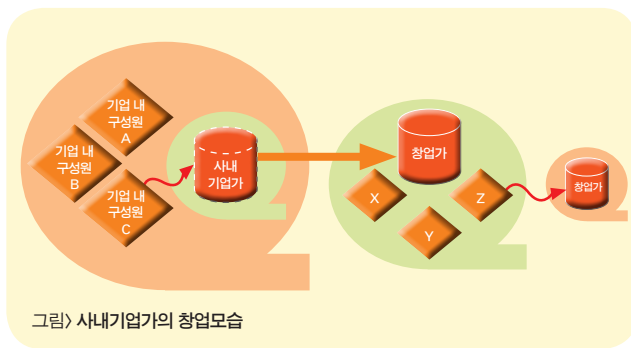 기업 내
구성원
A
기업 내
구성원
B
기업 내
구성원
C
사내
기업가
창업가
X
Y
Z
창업가
그림〉 사내기업가의 창업모습